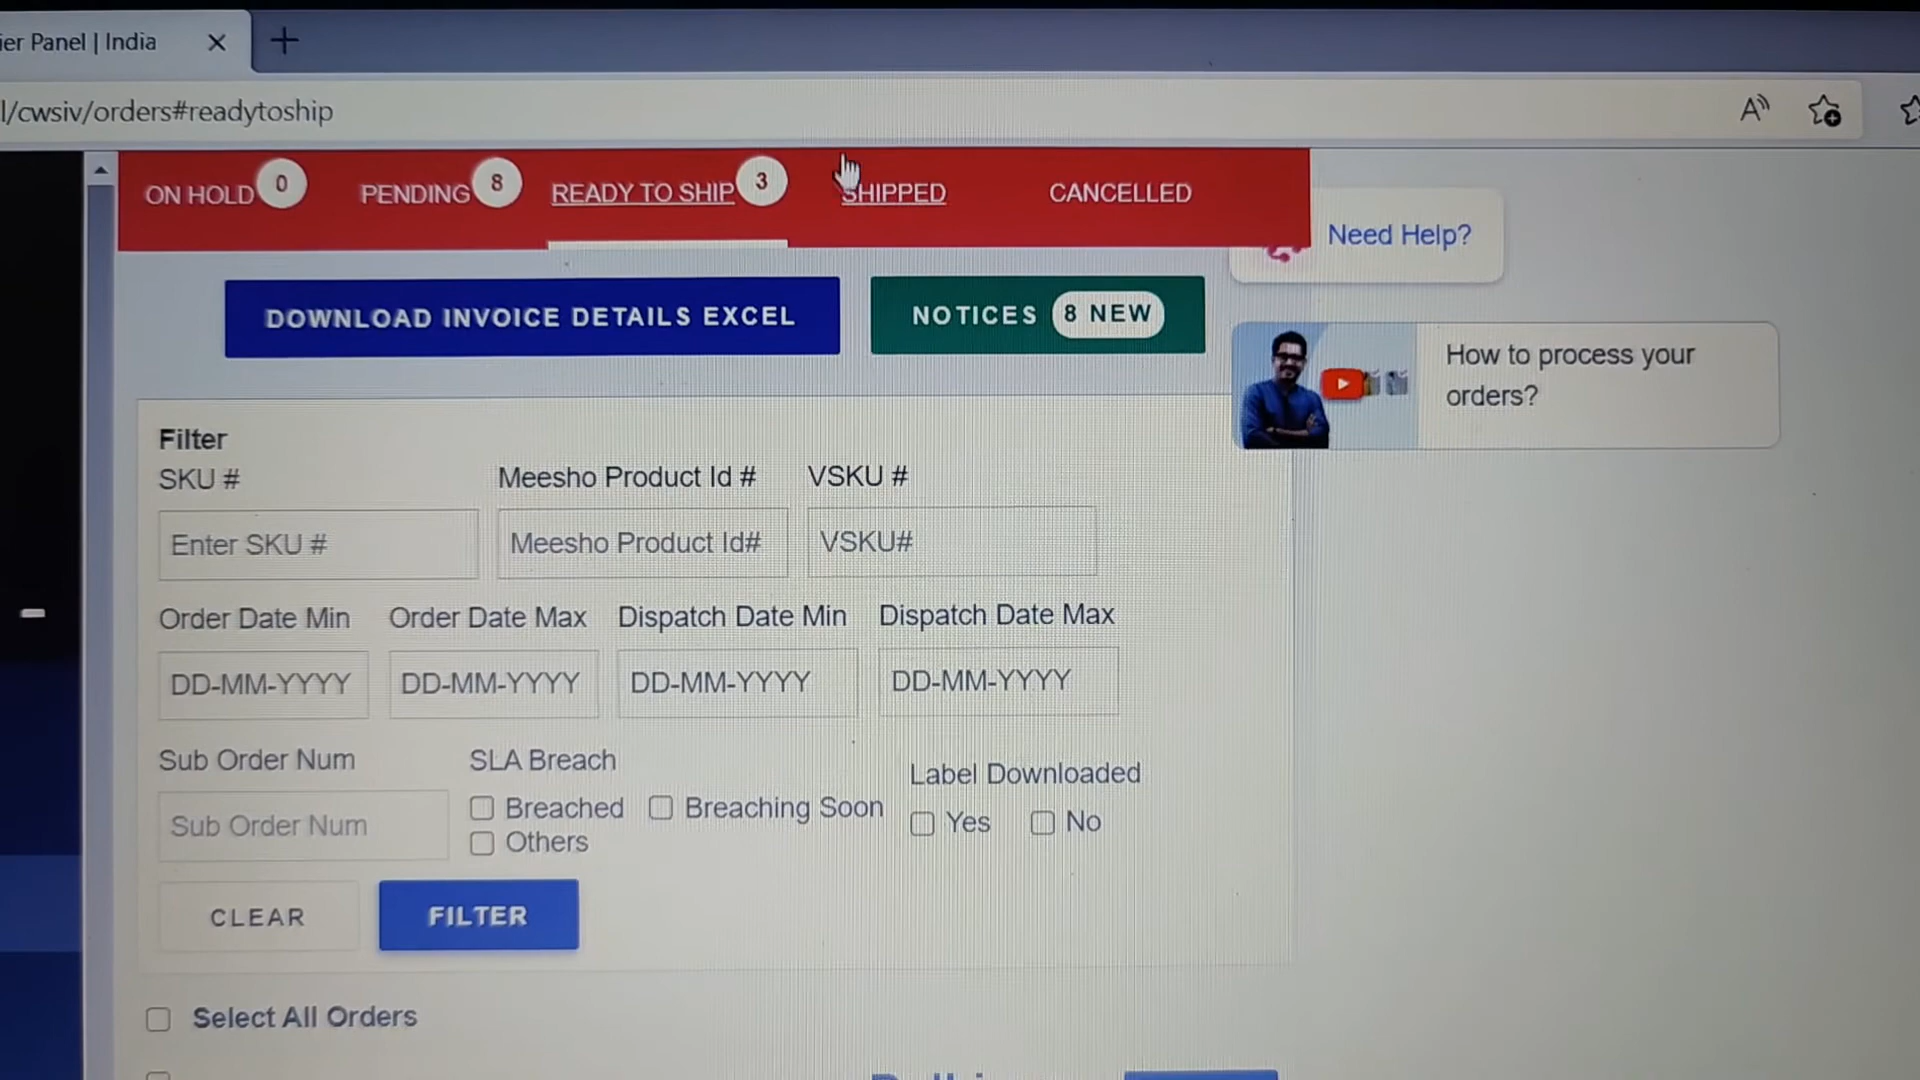 ier Panel | India
l/cwsiv/orders#readytoship
ON HOLD 0 PENDING 8 READY TO SHIP 3 SHIPPED CANCELLED
Need Help?
DOWNLOAD INVOICE DETAILS EXCEL NOTICES 8 NEW
How to process your
orders?
Filter
SKU # Meesho Product Id # VSKU #
Enter SKU # Meesho Product Id# VSKU#
Order Date Min Order Date Max Dispatch Date Min Dispatch Date Max
DD-MM-YYYY DD-MM-YYYY DD-MM-YYYY DD-MM-YYYY
Sub Order Num SLA Breach Label Downloaded
Sub Order Num Breached Breaching Soon Yes No
Others
CLEAR FILTER
Select All Orders